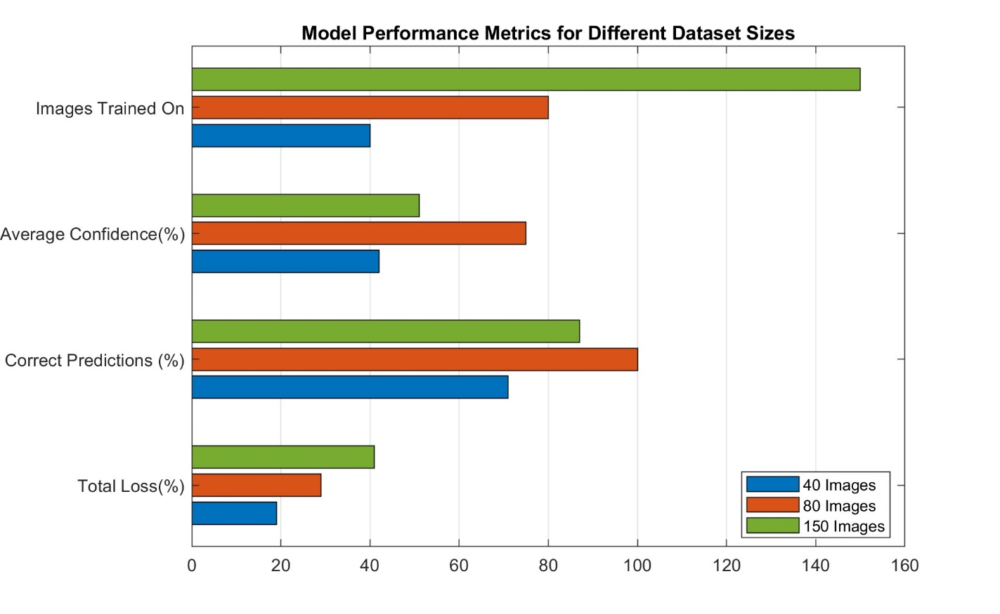 Model Performance Metrics for Different Dataset Sizes
Images Trained On
Average Confidence(%)
Correct Predictions (%)
Total Loss(%)
40 Images
80 Images
150 Images
0 20 40 60 80 100 120 140 160